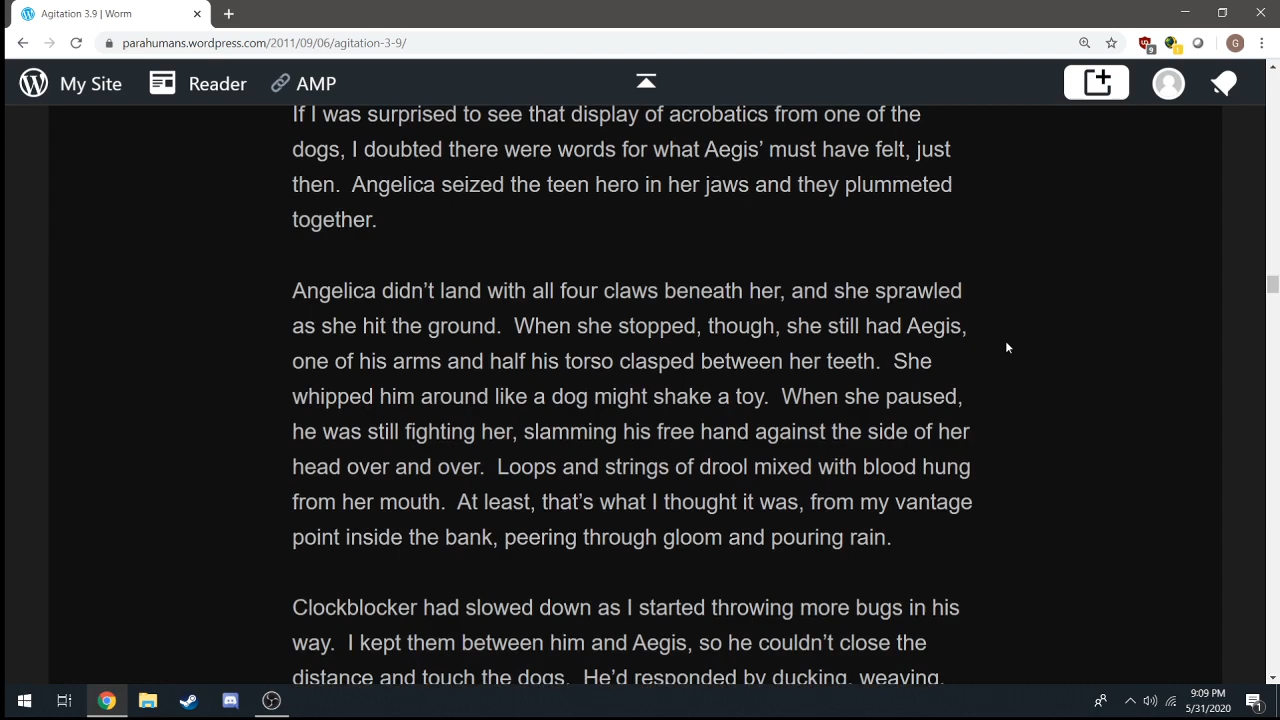 Agitation 3.9 | Worm
parahumans.wordpress.com/2011/09/06/agitation-3-9/
9
1
G
My Site
Reader
AMP
If I was surprised to see that display of acrobatics from one of the
dogs, I doubted there were words for what Aegis’ must have felt, just
then.  Angelica seized the teen hero in her jaws and they plummeted
together.
Angelica didn’t land with all four claws beneath her, and she sprawled
as she hit the ground.  When she stopped, though, she still had Aegis,
one of his arms and half his torso clasped between her teeth.  She
whipped him around like a dog might shake a toy.  When she paused,
he was still fighting her, slamming his free hand against the side of her
head over and over.  Loops and strings of drool mixed with blood hung
from her mouth.  At least, that’s what I thought it was, from my vantage
point inside the bank, peering through gloom and pouring rain.
Clockblocker had slowed down as I started throwing more bugs in his
way.  I kept them between him and Aegis, so he couldn’t close the
distance and touch the dogs.  He’d responded by ducking, weaving,
9:09 PM
5/31/2020
1